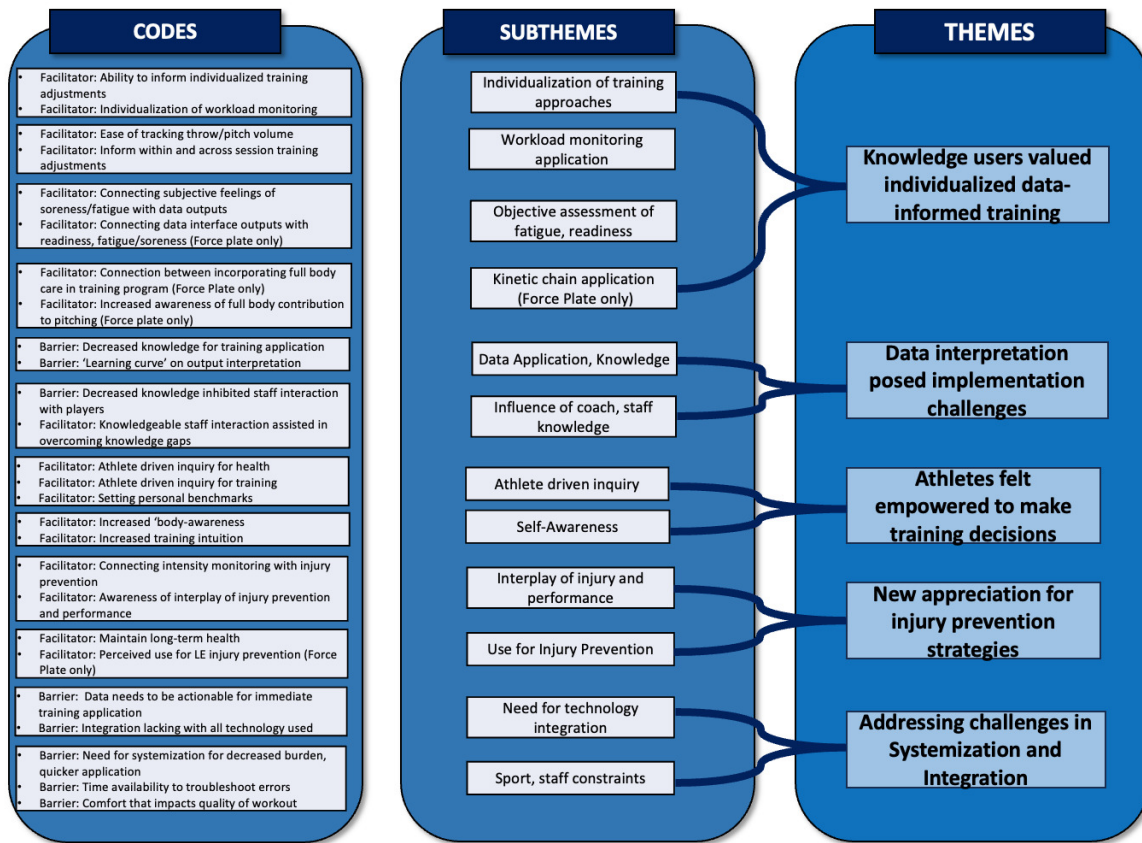 CODES
• Facilitator: Ability to inform individualized training
adjustments
• Facilitator: Individualization of workload monitoring
• Facilitator: Ease of tracking throw/pitch volume
• Facilitator: Inform within and across session training
adjustments
• Facilitator: Connecting subjective feelings of
soreness/fatigue with data outputs
• Facilitator: Connecting data interface outputs with
readiness, fatigue/soreness (Force plate only)
• Facilitator: Connection between incorporating full body
care in training program (Force Plate only)
• Facilitator: Increased awareness of full body contribution
to pitching (Force plate only)
• Barrier: Decreased knowledge for training application
• Barrier: ‘Learning curve’ on output interpretation
• Barrier: Decreased knowledge inhibited staff interaction
with players
• Facilitator: Knowledgeable staff interaction assisted in
overcoming knowledge gaps
• Facilitator: Athlete driven inquiry for health
• Facilitator: Athlete driven inquiry for training
• Facilitator: Setting personal benchmarks
• Facilitator: Increased ‘body-awareness
• Facilitator: Increased training intuition
• Facilitator: Connecting intensity monitoring with injury
prevention
• Facilitator: Awareness of interplay of injury prevention
and performance
• Facilitator: Maintain long-term health
• Facilitator: Perceived use for LE injury prevention (Force
Plate only)
• Barrier: Data needs to be actionable for immediate
training application
• Barrier: Integration lacking with all technology used
• Barrier: Need for systemization for decreased burden,
quicker application
• Barrier: Time availability to troubleshoot errors
• Barrier: Comfort that impacts quality of workout
SUBTHEMES
Individualization of training
approaches
Workload monitoring
application
Objective assessment of
fatigue, readiness
Kinetic chain application
(Force Plate only)
Data Application, Knowledge
Influence of coach, staff
knowledge
Athlete driven inquiry
Self-Awareness
Interplay of injury and
performance
Use for Injury Prevention
Need for technology
integration
Sport, staff constraints
THEMES
Knowledge users valued
individualized data-
informed training
Data interpretation
posed implementation
challenges
Athletes felt
empowered to make
training decisions
New appreciation for
injury prevention
strategies
Addressing challenges in
Systemization and
Integration